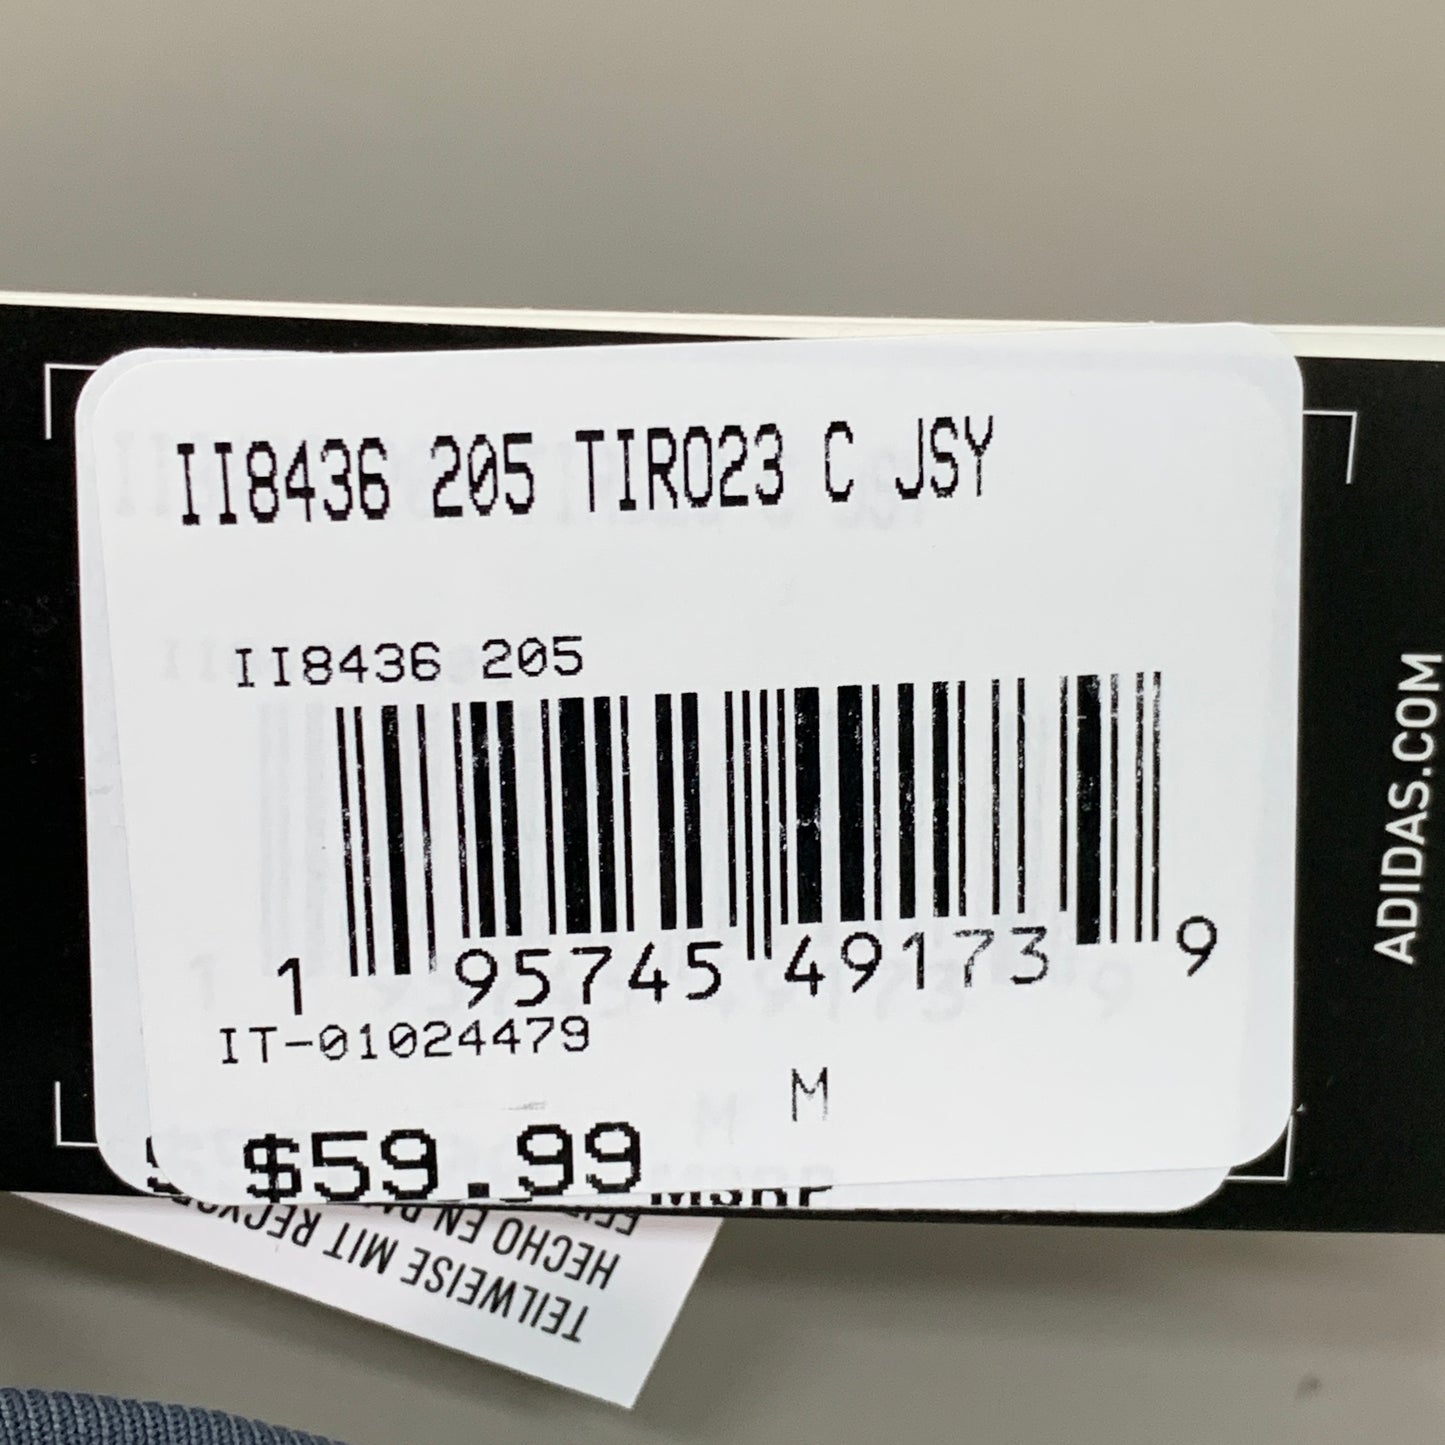 II8436 205 TIRO23 C JSY
II8436 205
1 95745 49173 9
IT-01024479
M
$59.99
MSRP
ADIDAS.COM
HECHO EN
TEILWEISE MIT